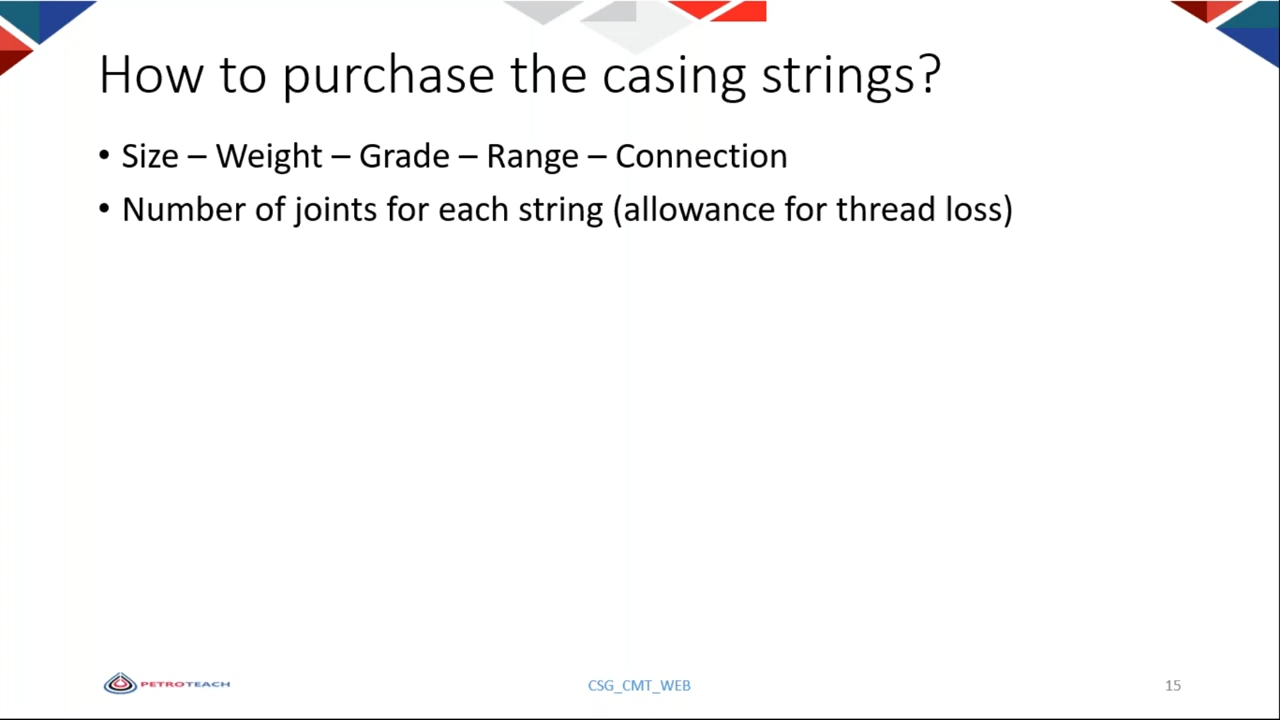 How to purchase the casing strings?
• Size – Weight – Grade – Range – Connection
• Number of joints for each string (allowance for thread loss)
PETROTEACH
CSG_CMT_WEB
15